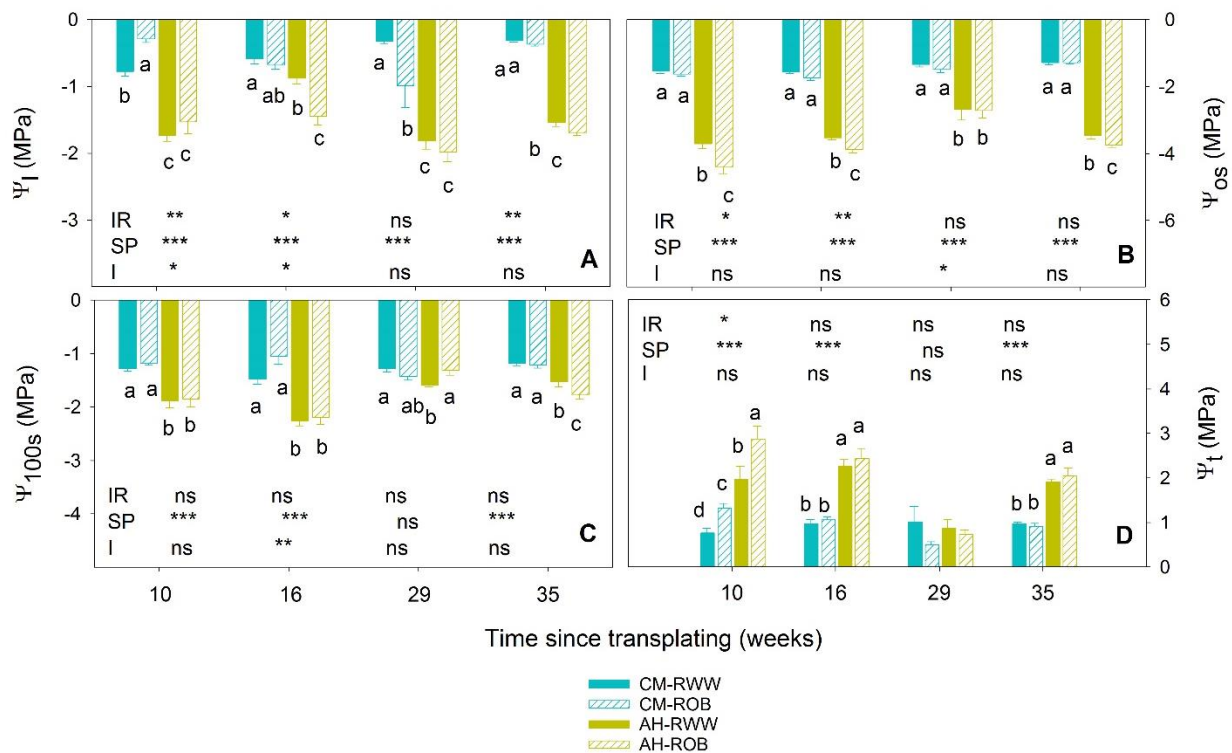 0
-1
-2
-3
Ψl (MPa)
b a c c
a ab b c
a b c c
a a b c
IR ** * ns **
SP *** *** *** ***
I * * ns ns
A
0
-2
-4
-6
Ψos (MPa)
a a b c
a a b c
a a b b
a a b c
IR * ** ns ns
SP *** *** *** ***
I ns ns * ns
B
0
-1
-2
-3
-4
Ψ100s (MPa)
a a b b
a a b b
a ab b a
a a b c
IR ns ns ns ns
SP *** *** ns ***
I ns ** ns ns
C
10 16 29 35
IR * ns ns ns
SP *** *** ns ***
I ns ns ns ns
d c b a
b b a a
b b a a
D
6
5
4
3
2
1
0
Ψt (MPa)
10 16 29 35
Time since transplating (weeks)
CM-RWW
CM-ROB
AH-RWW
AH-ROB